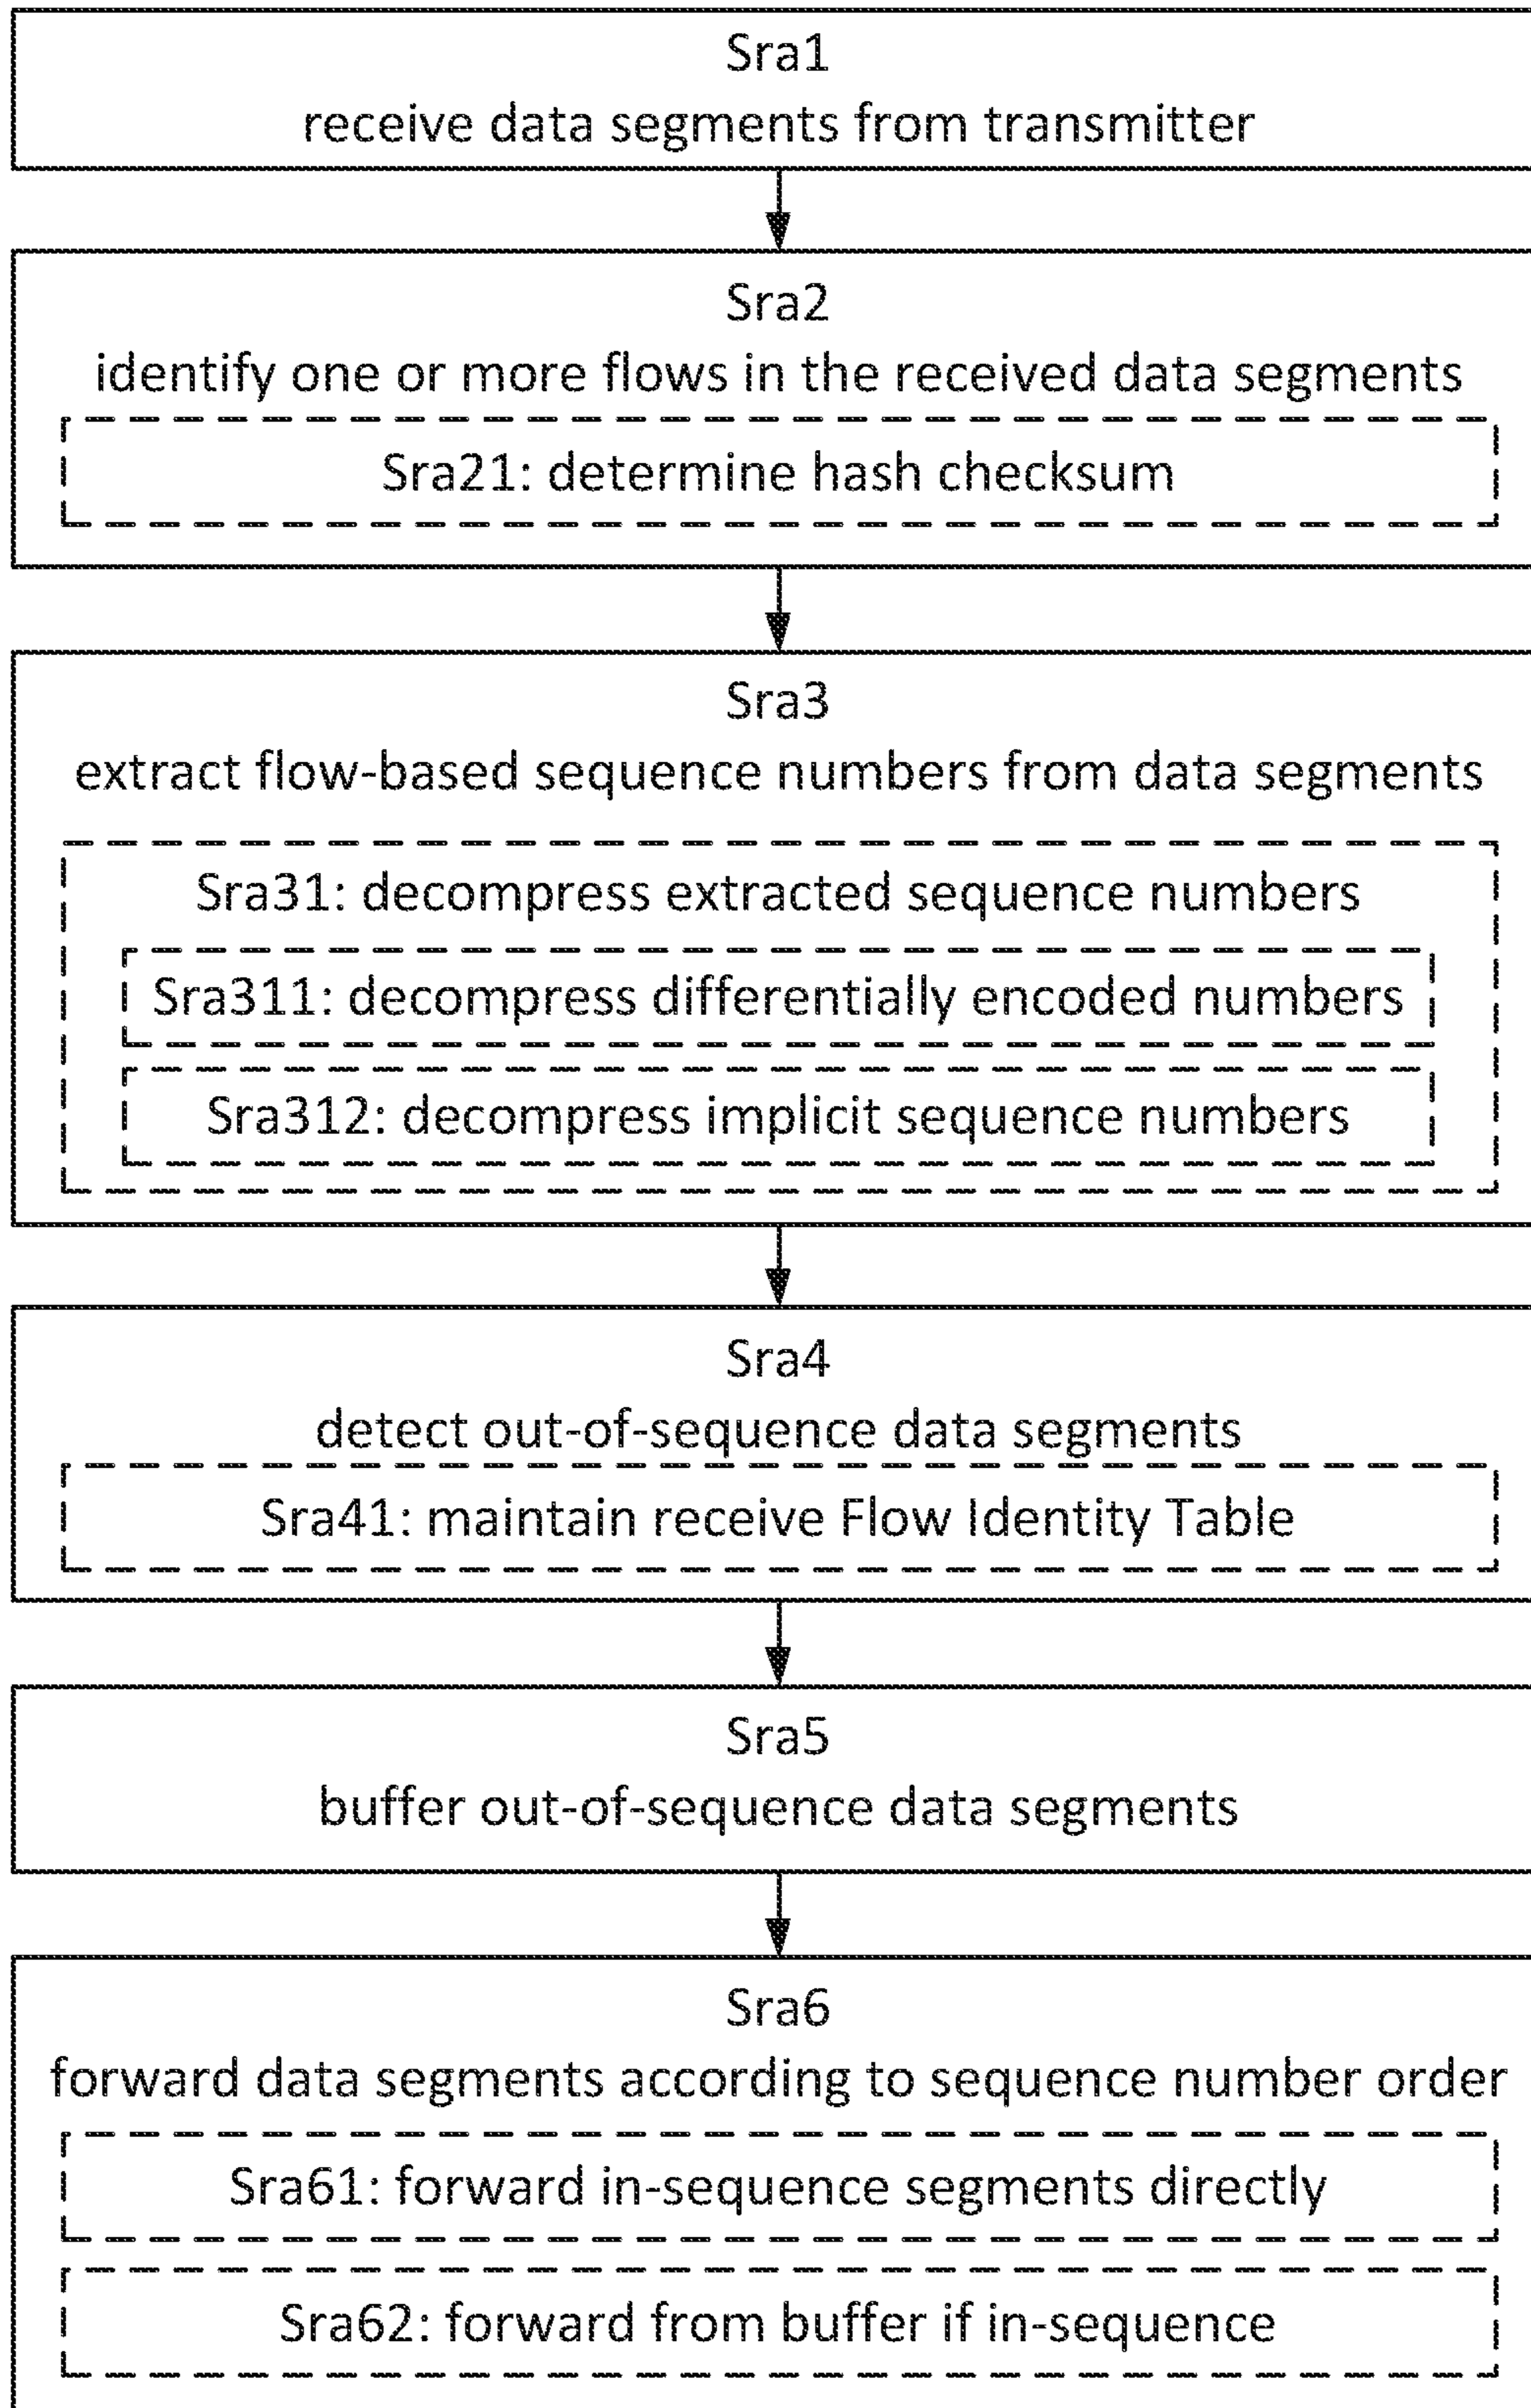 Sra1
receive data segments from transmitter
Sra2
identify one or more flows in the received data segments
Sra21: determine hash checksum
Sra3
extract flow-based sequence numbers from data segments
Sra31: decompress extracted sequence numbers
Sra311: decompress differentially encoded numbers
Sra312: decompress implicit sequence numbers
Sra4
detect out-of-sequence data segments
Sra41: maintain receive Flow Identity Table
Sra5
buffer out-of-sequence data segments
Sra6
forward data segments according to sequence number order
Sra61: forward in-sequence segments directly
Sra62: forward from buffer if in-sequence